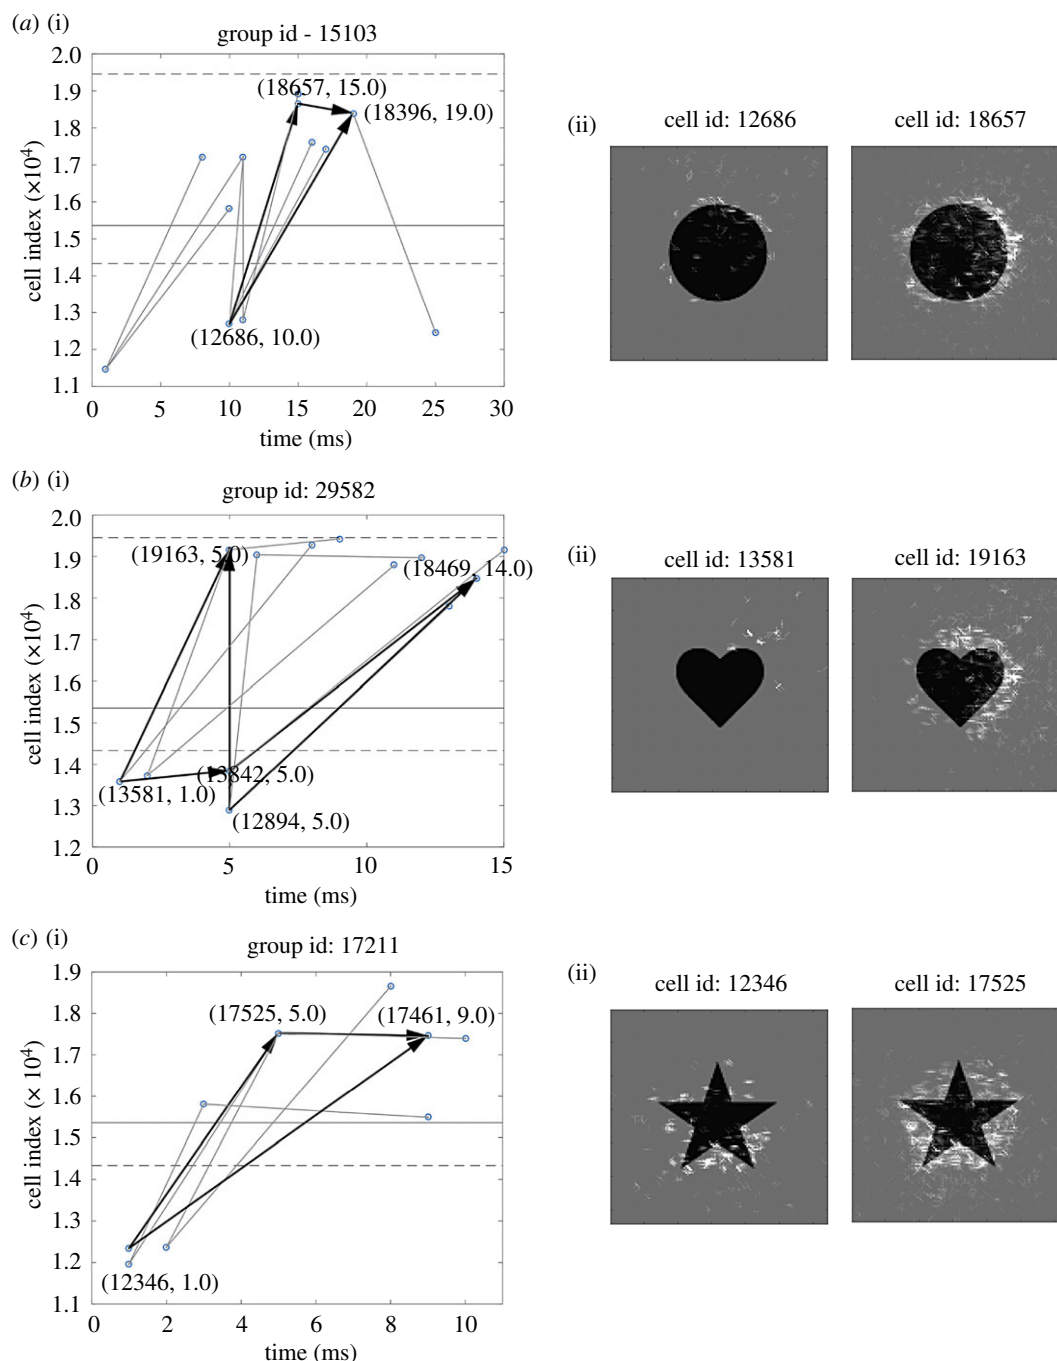 (a) (i)
group id - 15103
2.0
1.9
1.8
1.7
1.6
1.5
1.4
1.3
1.2
1.1
cell index (×10⁴)
(18657, 15.0)
(18396, 19.0)
(12686, 10.0)
0 5 10 15 20 25 30
time (ms)
(ii)
cell id: 12686 cell id: 18657
(b) (i)
group id: 29582
2.0
1.9
1.8
1.7
1.6
1.5
1.4
1.3
1.2
cell index (×10⁴)
(19163, 5.0)
(18469, 14.0)
(13842, 5.0)
(13581, 1.0)
(12894, 5.0)
0 5 10 15
time (ms)
(ii)
cell id: 13581 cell id: 19163
(c) (i)
group id: 17211
1.9
1.8
1.7
1.6
1.5
1.4
1.3
1.2
1.1
cell index (× 10⁴)
(17525, 5.0)
(17461, 9.0)
(12346, 1.0)
0 2 4 6 8 10
time (ms)
(ii)
cell id: 12346 cell id: 17525